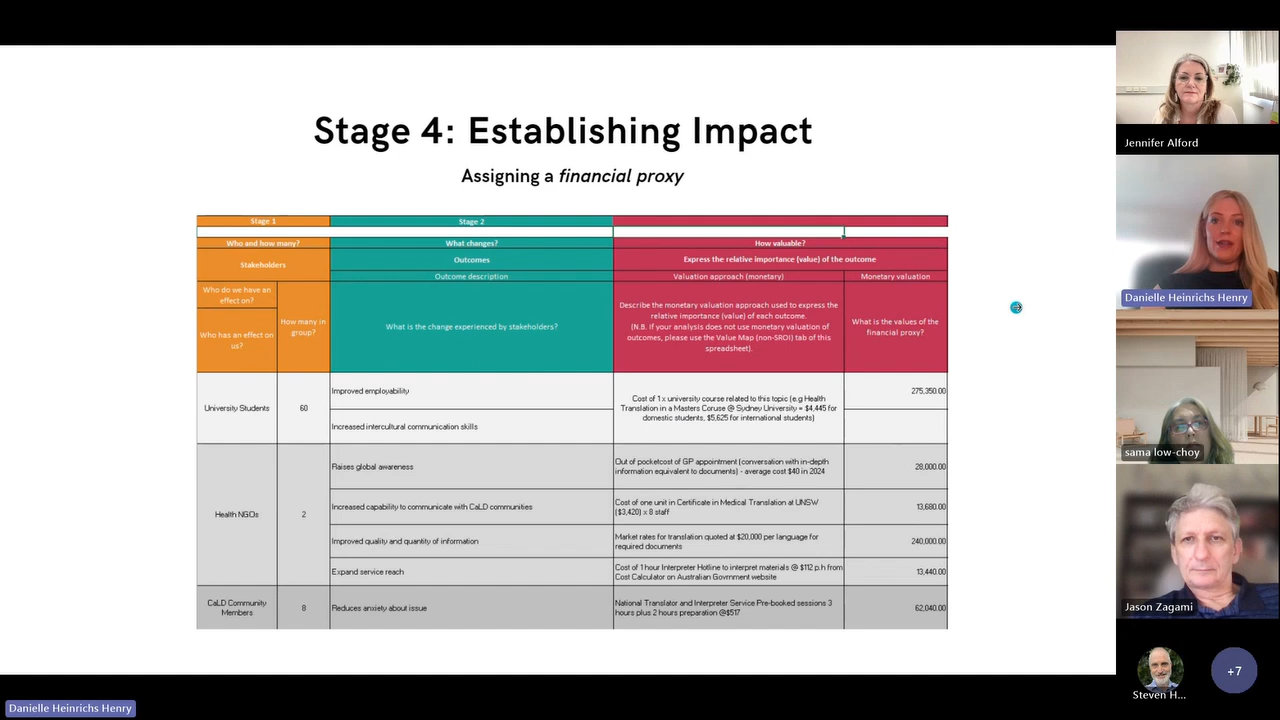 Stage 4: Establishing Impact
Assigning a financial proxy
Stage 1
Stage 2
Who and how many?
What changes?
How valuable?
Stakeholders
Outcomes
Express the relative importance (value) of the outcome
Outcome description
Valuation approach (monetary)
Monetary valuation
Who do we have an
effect on?
Who has an effect on
us?
How many in
group?
What is the change experienced by stakeholders?
Describe the monetary valuation approach used to express the
relative importance (value) of each outcome.
(N.B. if your analysis does not use monetary valuation of
outcomes, please use the Value Map (non-SROI) tab of this
spreadsheet).
What is the values of the
financial proxy?
University Students
60
Improved employability
Increased intercultural communication skills
Cost of 1 x university course related to this topic (e.g Health
Translation in a Masters Coruse @ Sydney University = $4,445 for
domestic students, $5,625 for international students)
275,350.00
Health NGOs
2
Raises global awareness
Out of pocketcost of GP appointment (conversation with in-depth
information equivalent to documents) - average cost $40 in 2024
28,000.00
Increased capability to communicate with CaLD communities
Cost of one unit in Certificate in Medical Translation at UNSW
($3,420) x 8 staff
13,680.00
Improved quality and quantity of information
Market rates for translation quoted at $20,000 per language for
required documents
240,000.00
Expand service reach
Cost of 1 hour Interpreter Hotline to interpret materials @ $112 p.h from
Cost Calculator on Australian Govrnment website
13,440.00
CaLD Community
Members
8
Reduces anxiety about issue
National Translator and Interpreter Service Pre-booked sessions 3
hours plus 2 hours preparation @$517
62,040.00
Jennifer Alford
Danielle Heinrichs Henry
sama low-choy
Jason Zagami
Steven H...
+7
Danielle Heinrichs Henry